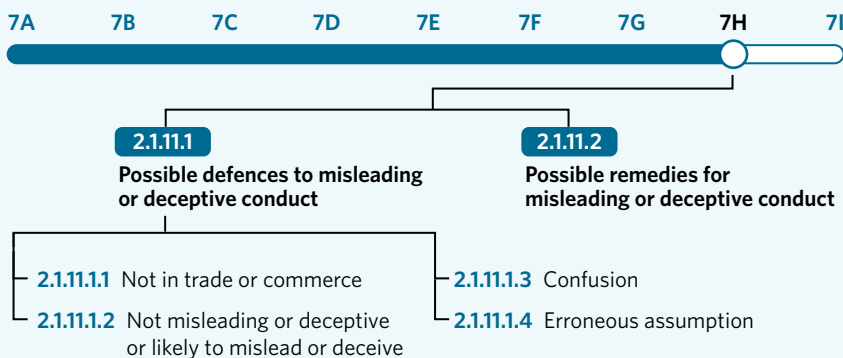 7A 7B 7C 7D 7E 7F 7G 7H 7I
2.1.11.1
Possible defences to misleading
or deceptive conduct
2.1.11.2
Possible remedies for
misleading or deceptive conduct
2.1.11.1.1 Not in trade or commerce
2.1.11.1.2 Not misleading or deceptive
or likely to mislead or deceive
2.1.11.1.3 Confusion
2.1.11.1.4 Erroneous assumption